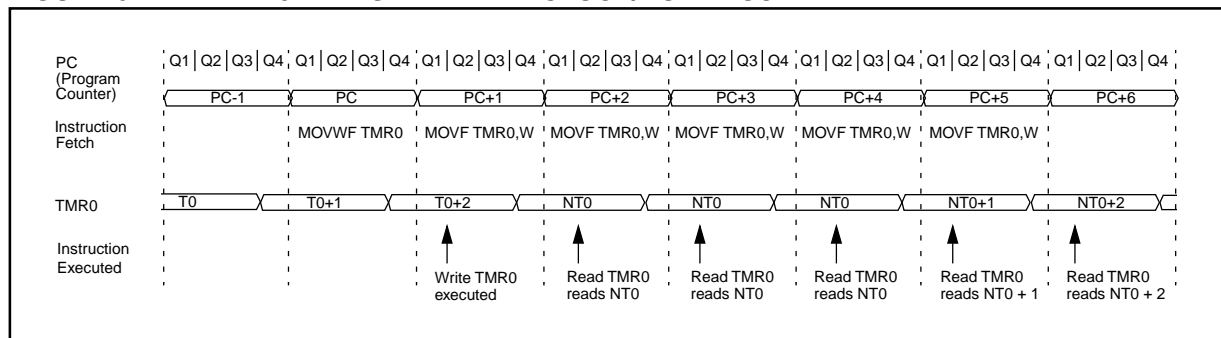 PC
(Program
Counter)
Q1 Q2 Q3 Q4 Q1 Q2 Q3 Q4 Q1 Q2 Q3 Q4 Q1 Q2 Q3 Q4 Q1 Q2 Q3 Q4 Q1 Q2 Q3 Q4 Q1 Q2 Q3 Q4 Q1 Q2 Q3 Q4
PC-1 PC PC+1 PC+2 PC+3 PC+4 PC+5 PC+6
Instruction
Fetch
MOVWF TMR0 MOVF TMR0,W MOVF TMR0,W MOVF TMR0,W MOVF TMR0,W MOVF TMR0,W
TMR0
T0 T0+1 T0+2 NT0 NT0 NT0 NT0+1 NT0+2
Instruction
Executed
Write TMR0
executed
Read TMR0
reads NT0
Read TMR0
reads NT0
Read TMR0
reads NT0
Read TMR0
reads NT0 + 1
Read TMR0
reads NT0 + 2